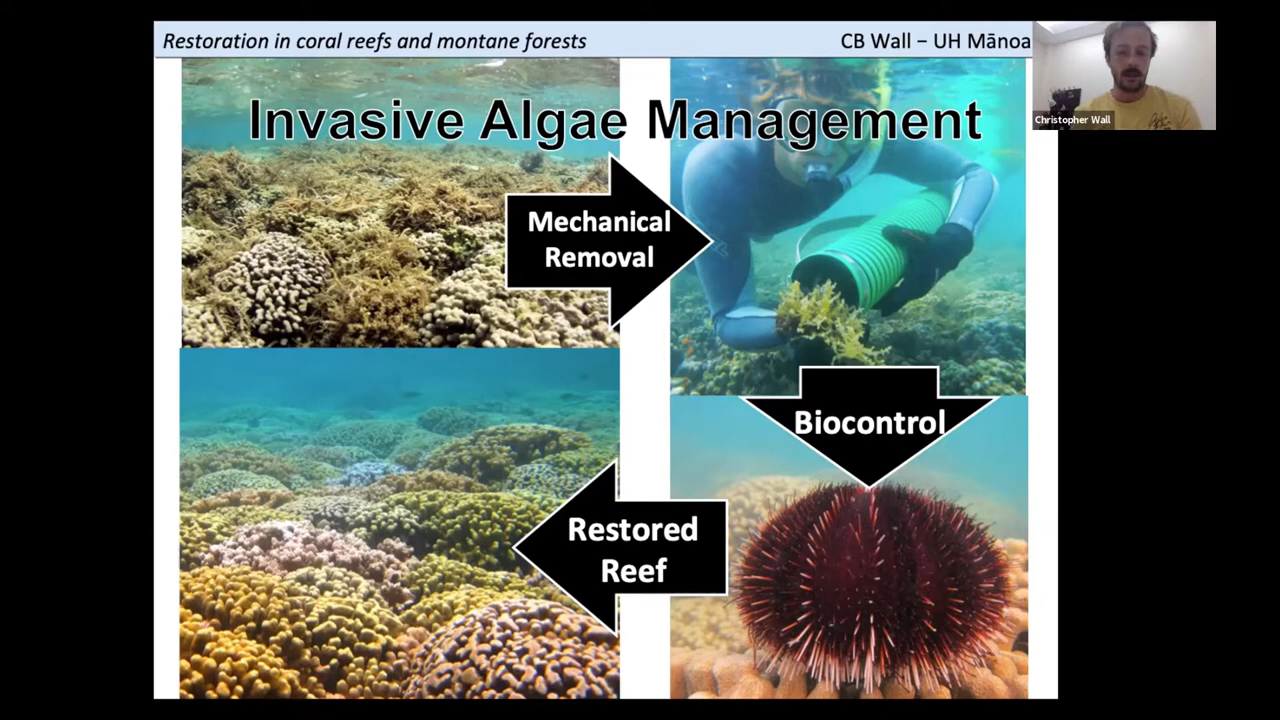 Restoration in coral reefs and montane forests
CB Wall – UH Mānoa
Christopher Wall
Invasive Algae Management
Mechanical
Removal
Biocontrol
Restored
Reef